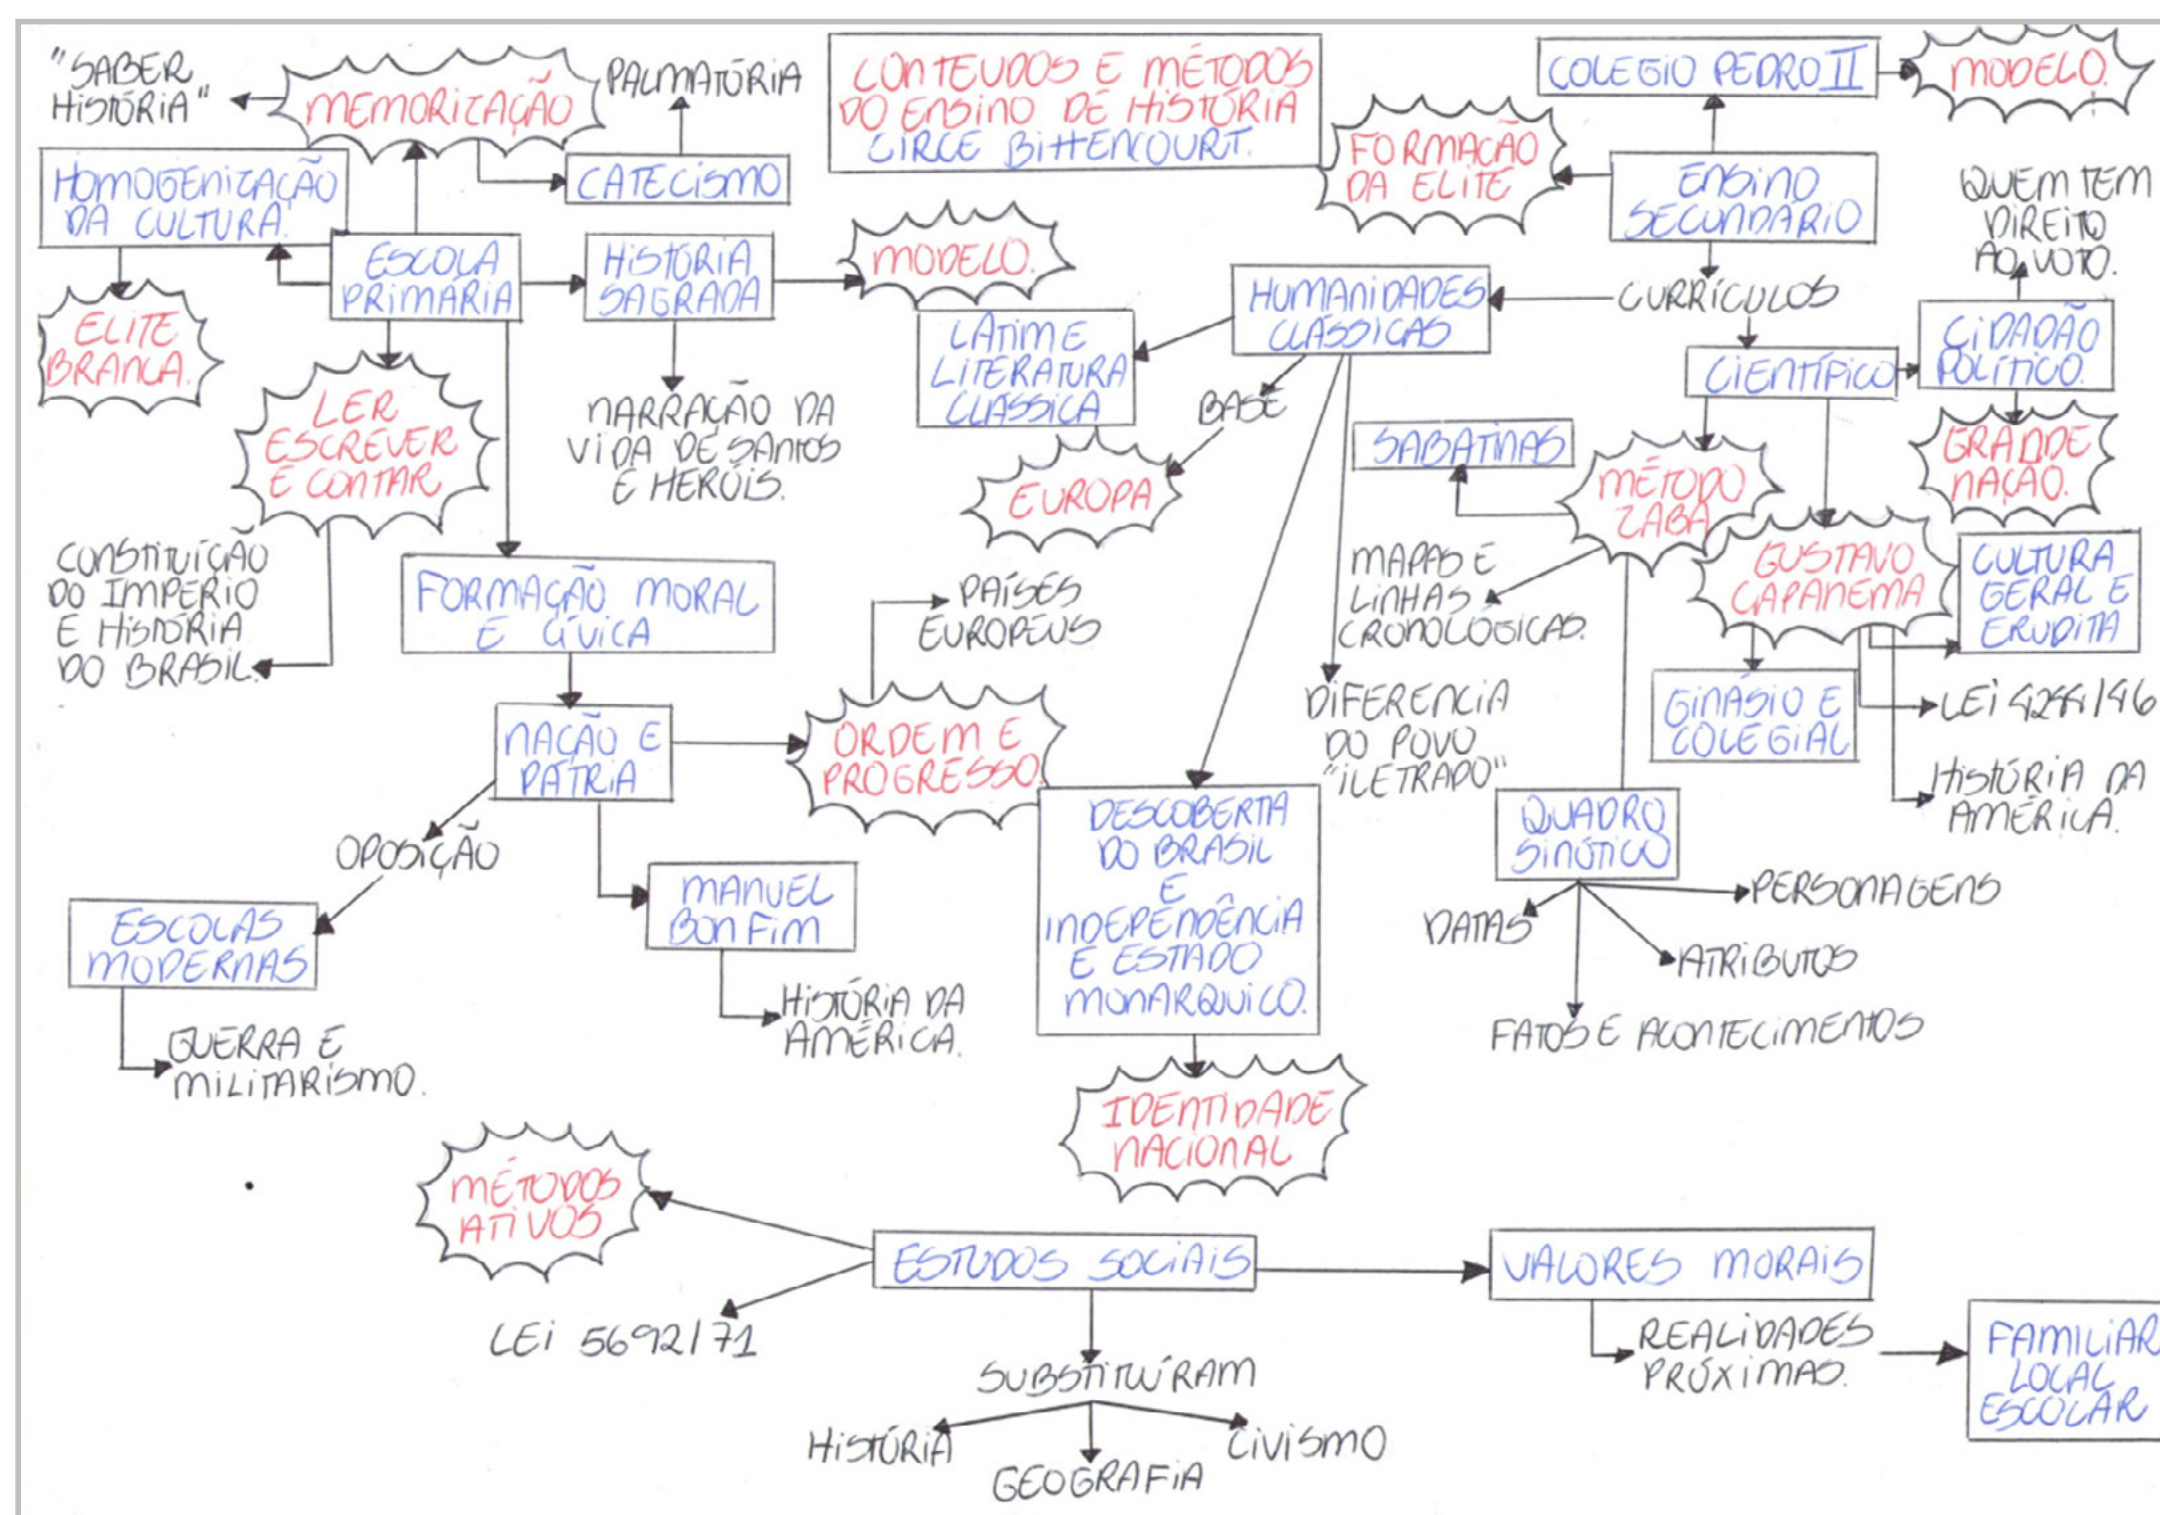 "SABER
HISTÓRIA"
MEMORIZAÇÃO
PALMATÓRIA
CATECISMO
HOMOGENIZAÇÃO
DA CULTURA.
ELITE
BRANCA.
ESCOLA
PRIMÁRIA
HISTÓRIA
SAGRADA
MODELO.
NARRAÇÃO DA
VIDA DE SANTOS
E HERÓIS.
LER
ESCREVER
E CONTAR
CONSTITUIÇÃO
DO IMPÉRIO
E HISTÓRIA
DO BRASIL.
FORMAÇÃO MORAL
E CÍVICA
NAÇÃO E
PÁTRIA
ORDEM E
PROGRESSO.
PAÍSES
EUROPEUS
OPOSIÇÃO
ESCOLAS
MODERNAS
GUERRA E
MILITARISMO.
MANUEL
BONFIM
HISTÓRIA DA
AMÉRICA.
CONTEUDOS E MÉTODOS
DO ENSINO DE HISTÓRIA
CIRCE BITTENCOURT.
COLEGIO PEDRO II
MODELO.
FORMAÇÃO
DA ELITE
ENSINO
SECUNDÁRIO
CURRÍCULOS
HUMANIDADES
CLÁSSICAS
LATIM E
LITERATURA
CLÁSSICA
BASE
EUROPA
DIFERENCIA
DO POVO
"ILETRADO"
DESCOBERTA
DO BRASIL
E
INDEPENDÊNCIA
E ESTADO
MONARQUICO.
IDENTIDADE
NACIONAL
CIENTÍFICO
CIDADÃO
POLÍTICO.
QUEM TEM
DIREITO
AO VOTO.
GRANDE
NAÇÃO.
MÉTODO
ZABA
SABATINAS
MAPAS E
LINHAS
CRONOLÓGICAS.
QUADRO
SINÓTICO
DATAS
PERSONAGENS
ATRIBUTOS
FATOS E ACONTECIMENTOS
GUSTAVO
CAPANEMA
CULTURA
GERAL E
ERUDITA
GINÁSIO E
COLEGIAL
LEI 4244/46
HISTÓRIA DA
AMÉRICA.
MÉTODOS
ATIVOS
ESTUDOS SOCIAIS
LEI 5692/71
SUBSTITUÍRAM
HISTÓRIA
GEOGRAFIA
CIVISMO
VALORES MORAIS
REALIDADES
PRÓXIMAS.
FAMILIAR
LOCAL
ESCOLAR